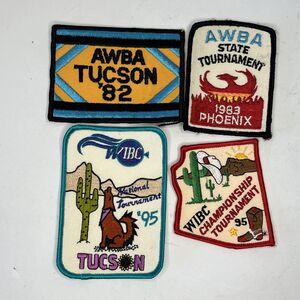 AWBA
TUCSON
'82
AWBA
STATE
TOURNAMENT
1983
PHOENIX
WIBC
National
Tournament
'95
TUCSON
WIBC
CHAMPIONSHIP
TOURNAMENT
95